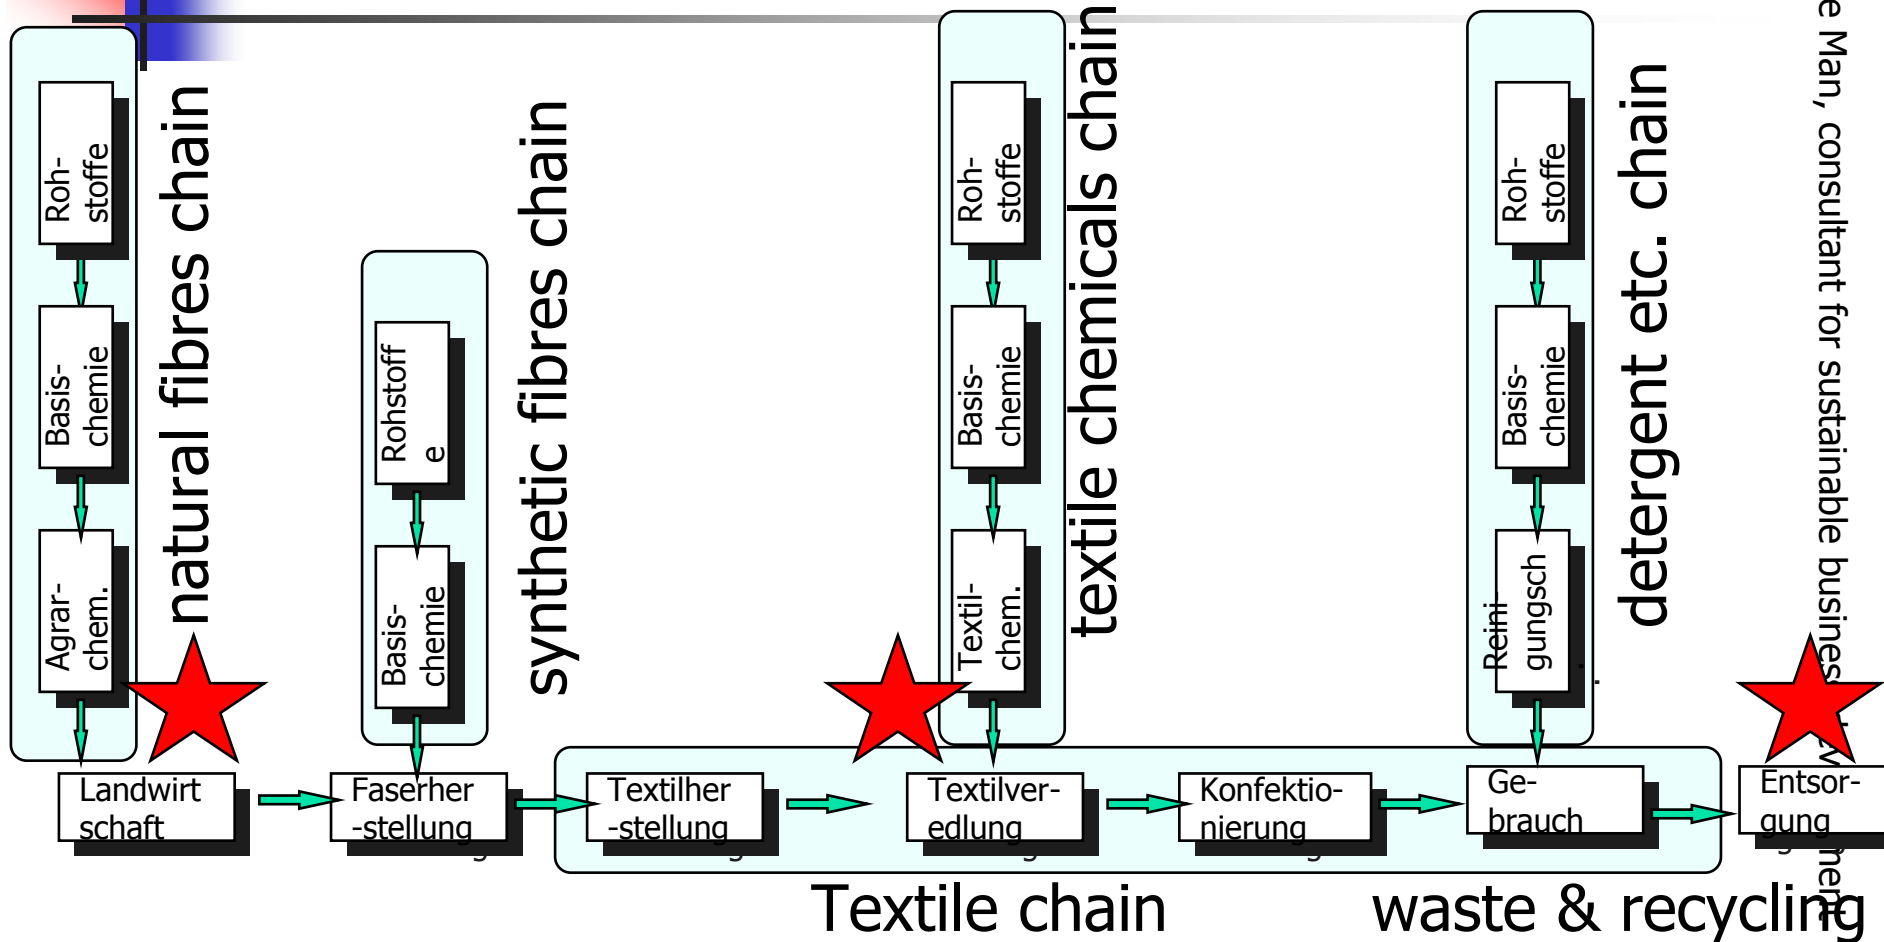 Roh-
stoffe
Basis-
chemie
Agrar-
chem.
natural fibres chain
Rohstoff
e
Basis-
chemie
synthetic fibres chain
Roh-
stoffe
Basis-
chemie
Textil-
chem.
textile chemicals chain
Roh-
stoffe
Basis-
chemie
Reini-
gungsch
.
detergent etc. chain
e Man, consultant for sustainable business
Landwirt
schaft
Faserher
-stellung
Textilher
-stellung
Textilver-
edlung
Konfektio-
nierung
Ge-
brauch
Entsor-
gung
Textile chain
waste & recycling